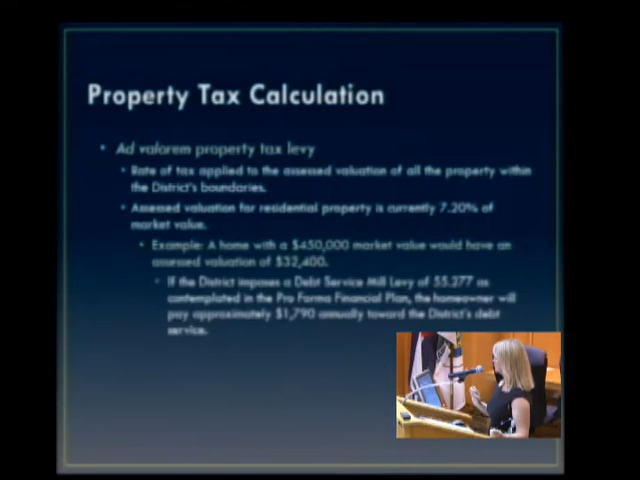 Property Tax Calculation
• Ad valorem property tax levy
• Rate of tax applied to the assessed valuation of all the property within
the District's boundaries.
• Assessed valuation for residential property is currently 7.20% of
market value.
• Example: A home with a $450,000 market value would have an
assessed valuation of $32,400.
• If the District imposes a Debt Service Mill Levy of 55.277 as
contemplated in the Pro Forma Financial Plan, the homeowner will
pay approximately $1,790 annually toward the District's debt
service.